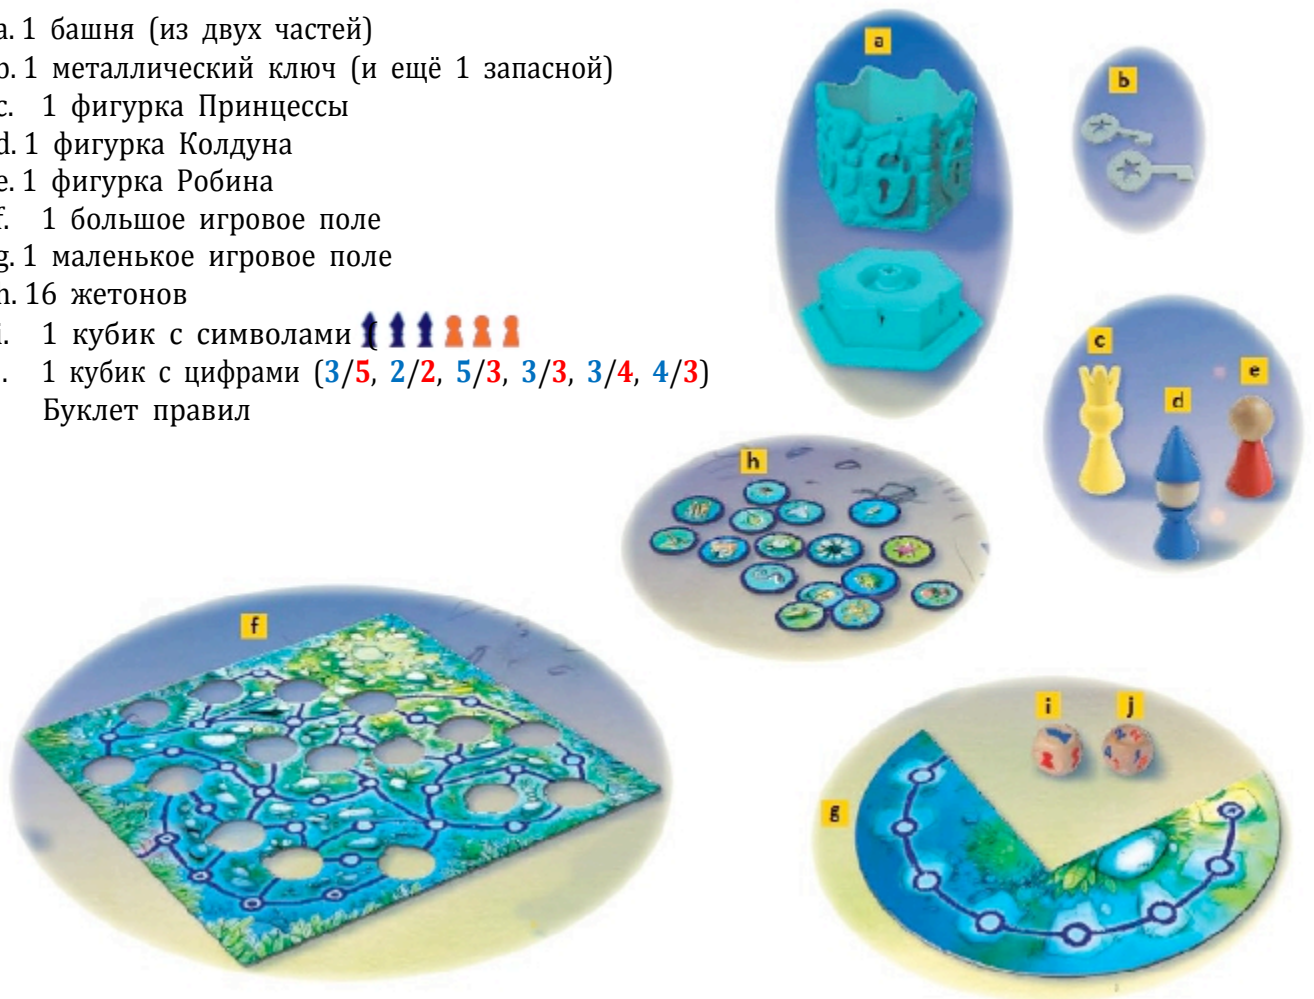 a. 1 башня (из двух частей)
b. 1 металлический ключ (и ещё 1 запасной)
c. 1 фигурка Принцессы
d. 1 фигурка Колдуна
e. 1 фигурка Робина
f. 1 большое игровое поле
g. 1 маленькое игровое поле
h. 16 жетонов
i. 1 кубик с символами (
. 1 кубик с цифрами (3/5, 2/2, 5/3, 3/3, 3/4, 4/3)
Буклет правил
a
b
c
d
e
h
f
i
j
g